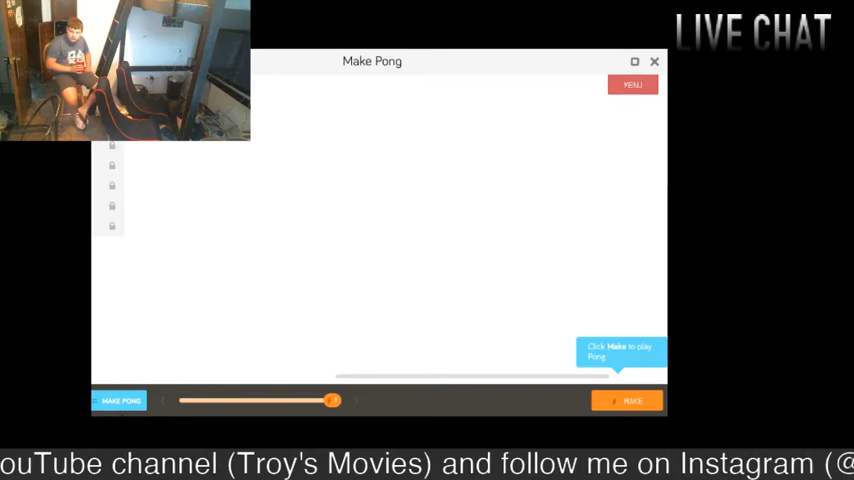 LIVE CHAT
Make Pong
MENU
Click Make to play
Pong
MAKE PONG
MAKE
ouTube channel (Troy's Movies) and follow me on Instagram (@